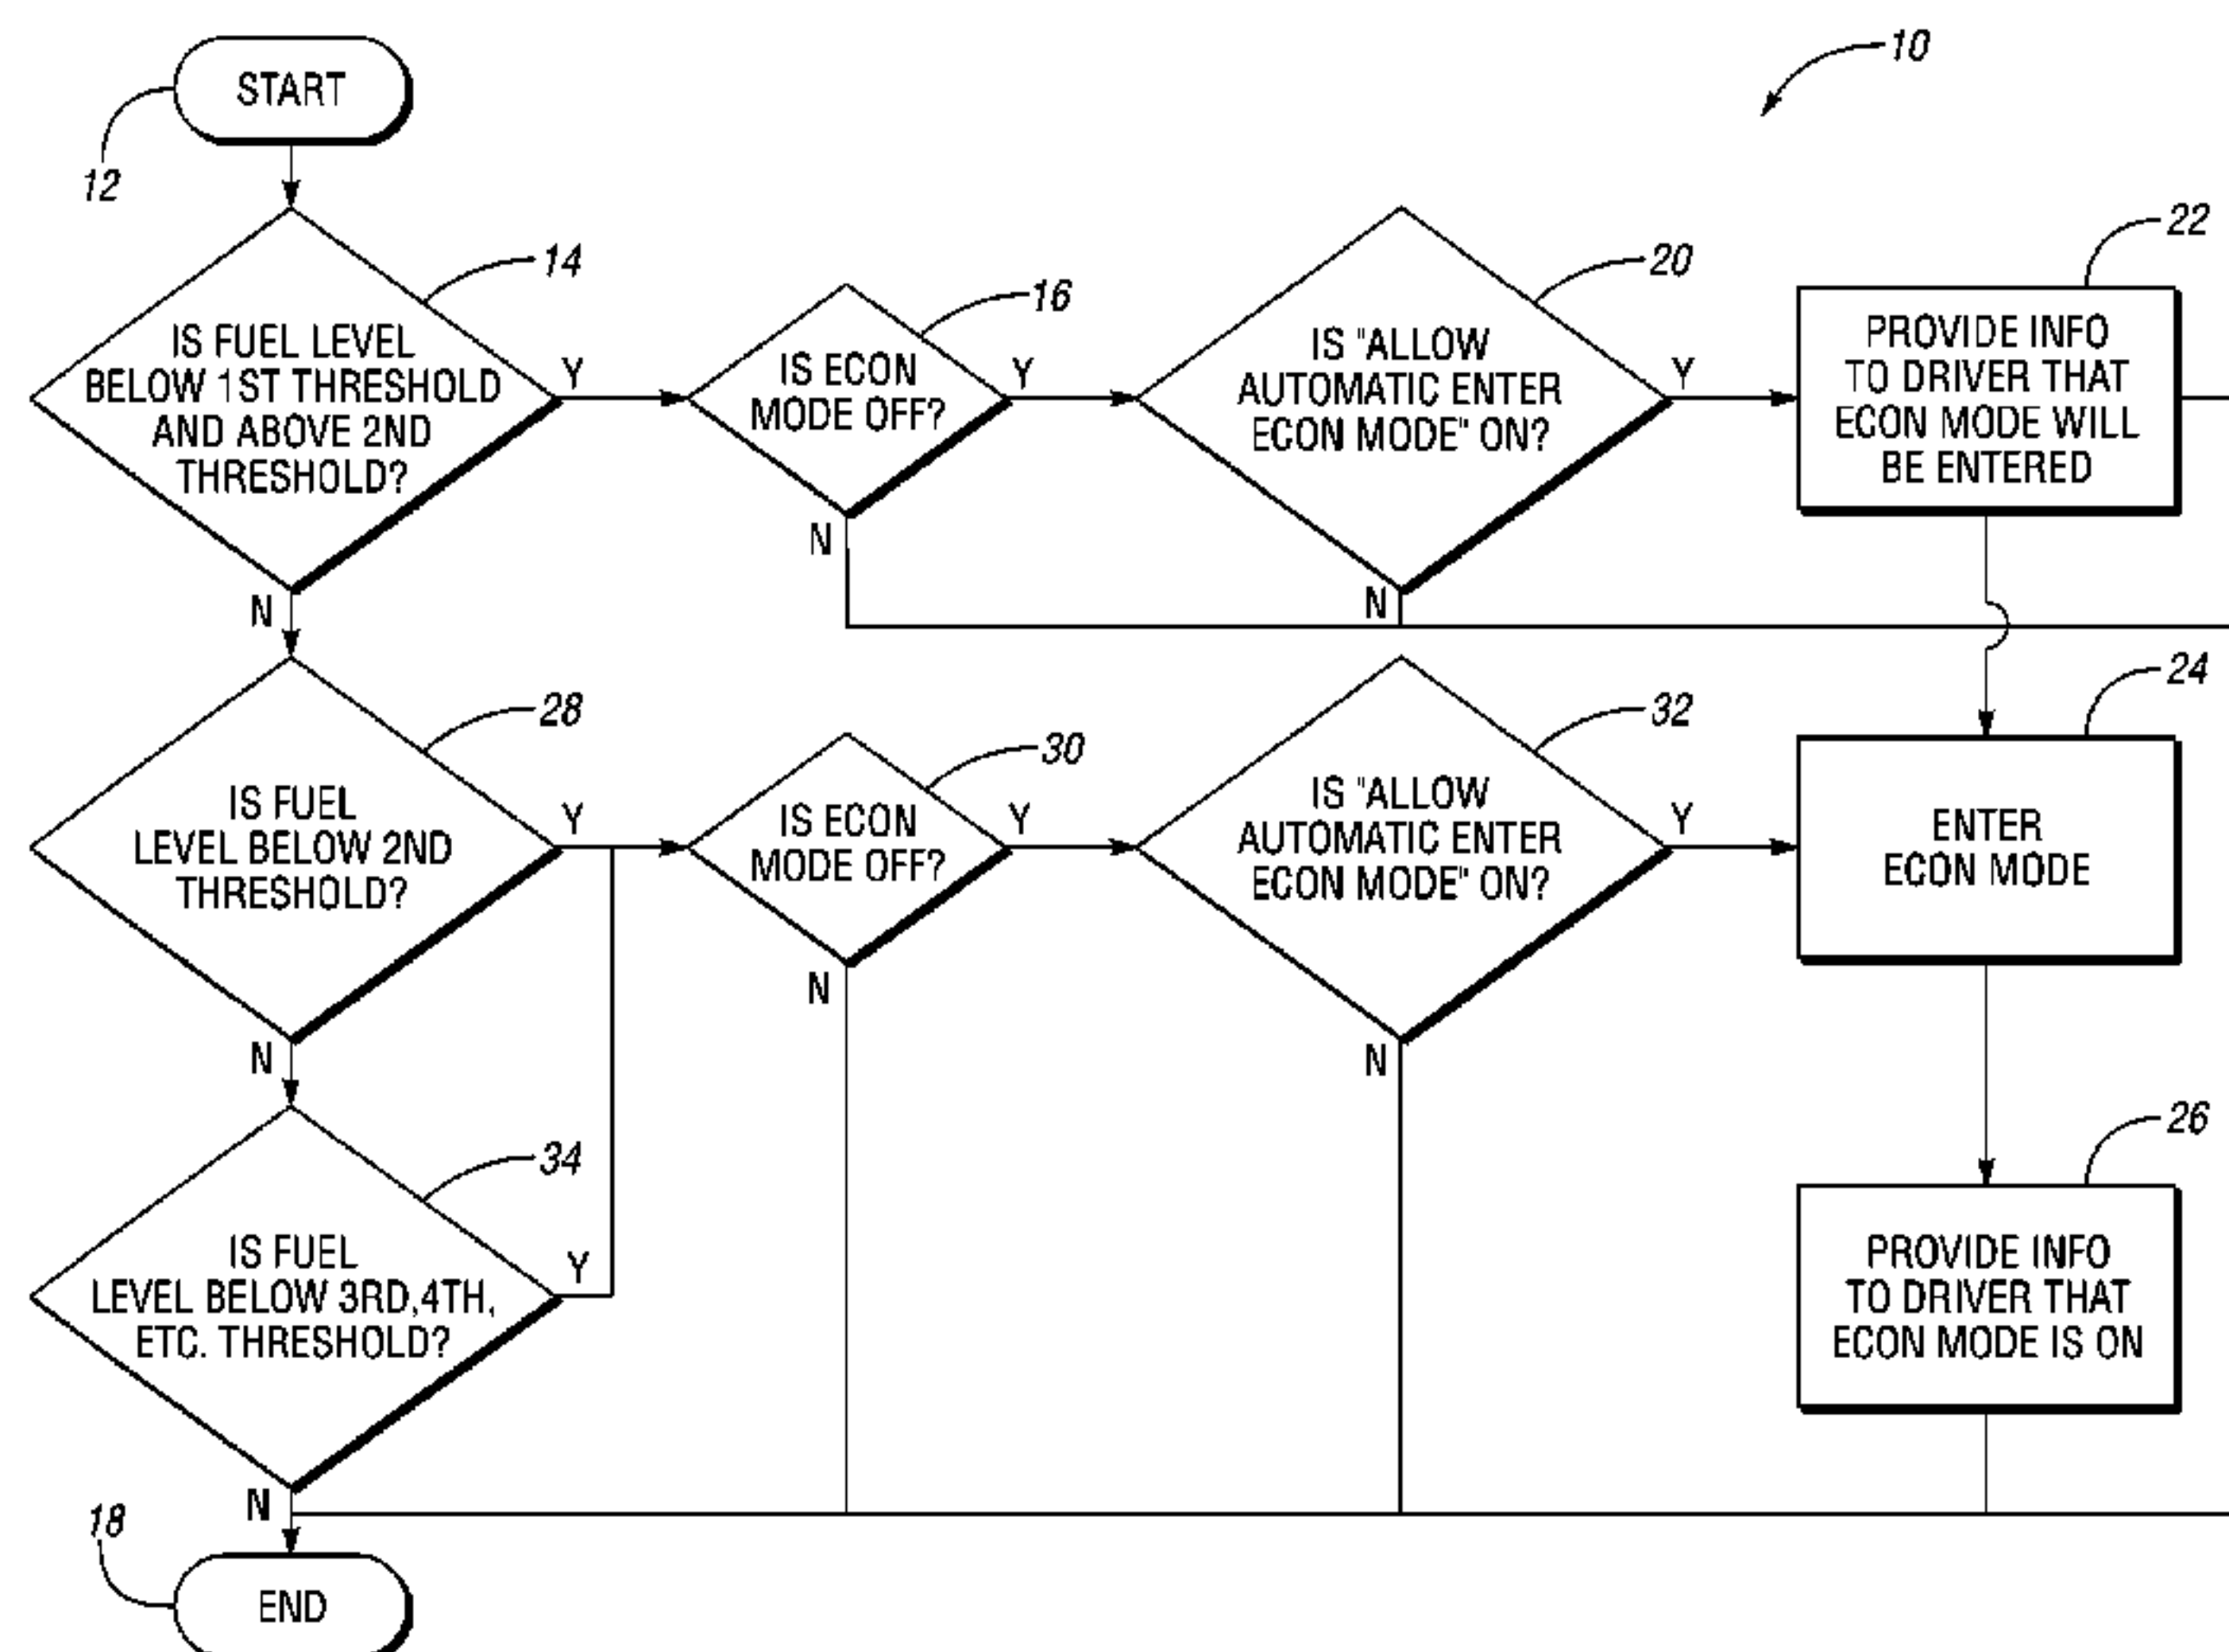 START
10
12
14
IS FUEL LEVEL
BELOW 1ST THRESHOLD
AND ABOVE 2ND
THRESHOLD?
Y
N
16
IS ECON
MODE OFF?
Y
N
20
IS "ALLOW
AUTOMATIC ENTER
ECON MODE" ON?
Y
N
22
PROVIDE INFO
TO DRIVER THAT
ECON MODE WILL
BE ENTERED
28
IS FUEL
LEVEL BELOW 2ND
THRESHOLD?
Y
N
30
IS ECON
MODE OFF?
Y
N
32
IS "ALLOW
AUTOMATIC ENTER
ECON MODE" ON?
Y
N
24
ENTER
ECON MODE
34
IS FUEL
LEVEL BELOW 3RD,4TH,
ETC. THRESHOLD?
Y
N
26
PROVIDE INFO
TO DRIVER THAT
ECON MODE IS ON
18
END